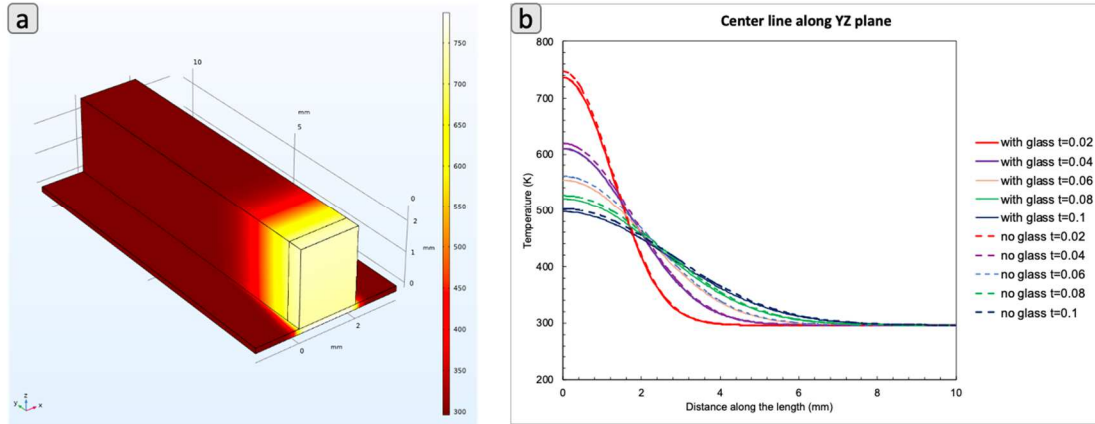 a
750
700
650
600
550
500
450
400
350
300
10
mm
5
0
2
1
mm
0
2
0
mm
z
y
x
b
Center line along YZ plane
800
700
600
500
400
300
200
Temperature (K)
0
2
4
6
8
10
Distance along the length (mm)
with glass t=0.02
with glass t=0.04
with glass t=0.06
with glass t=0.08
with glass t=0.1
no glass t=0.02
no glass t=0.04
no glass t=0.06
no glass t=0.08
no glass t=0.1